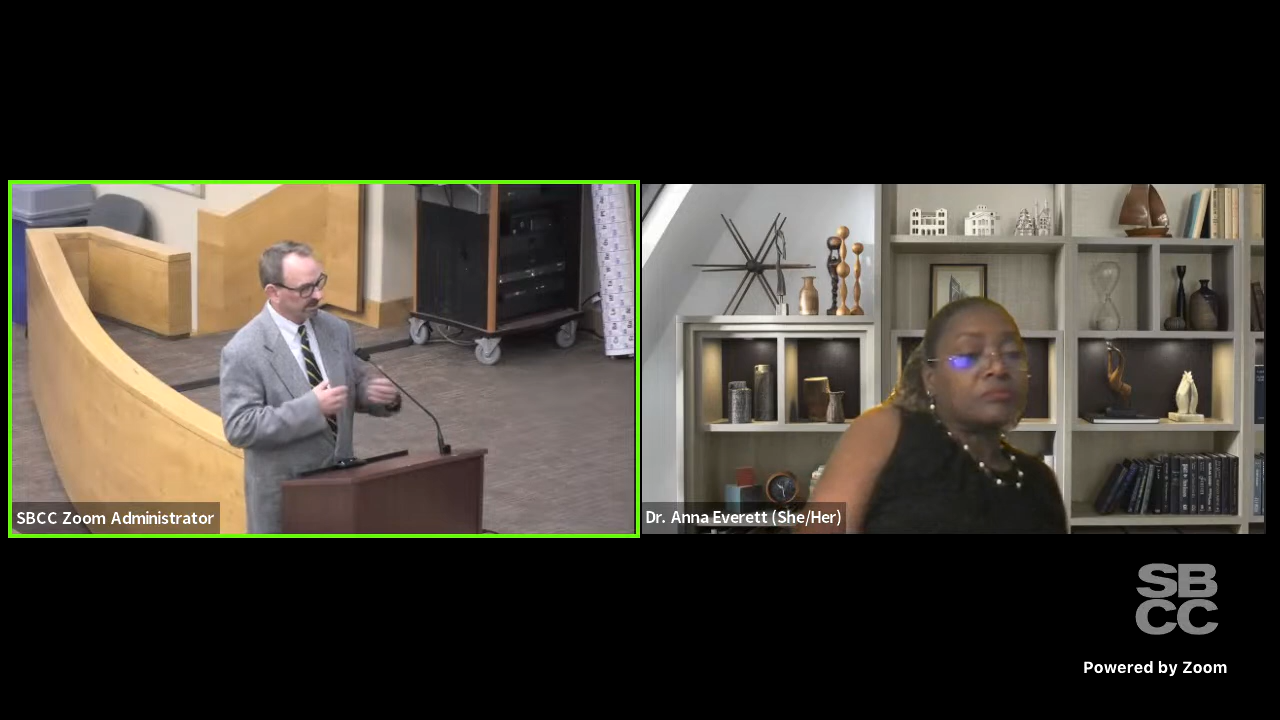 SBCC Zoom Administrator
Dr. Anna Everett (She/Her)
SB
CC
Powered by Zoom